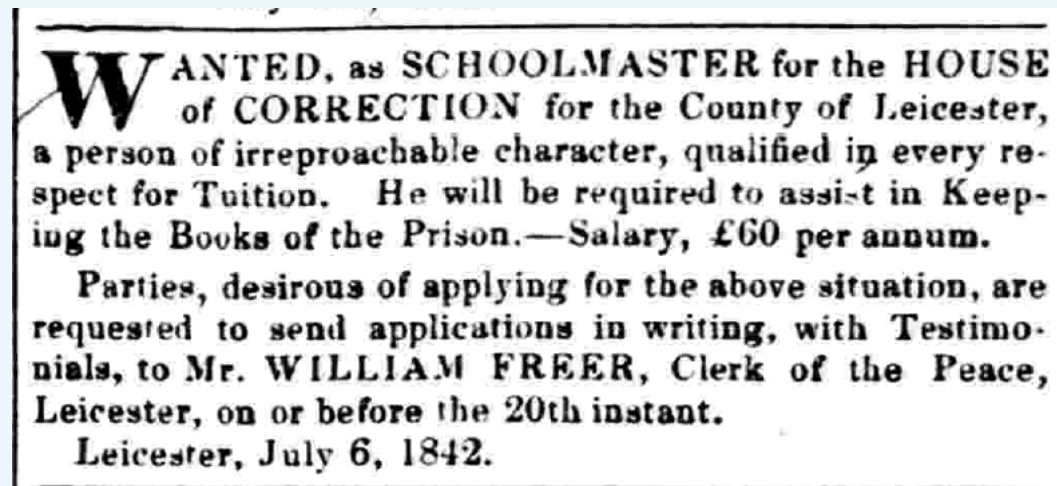 WANTED, as SCHOOLMASTER for the HOUSE
of CORRECTION for the County of Leicester,
a person of irreproachable character, qualified in every re-
spect for Tuition. He will be required to assist in Keep-
ing the Books of the Prison.—Salary, £60 per annum.
Parties, desirous of applying for the above situation, are
requested to send applications in writing, with Testimo-
nials, to Mr. WILLIAM FREER, Clerk of the Peace,
Leicester, on or before the 20th instant.
Leicester, July 6, 1842.